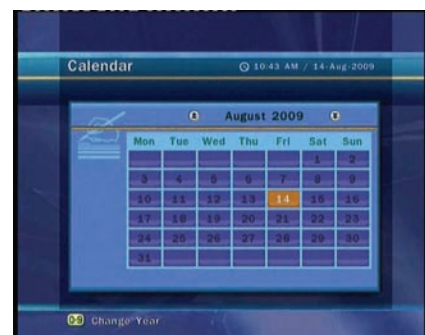 Calendar
10:43 AM / 14-Aug-2009
August 2009
Mon Tue Wed Thu Fri Sat Sun
1 2
3 4 5 6 7 8 9
10 11 12 13 14 15 16
17 18 19 20 21 22 23
24 25 26 27 28 29 30
31
0-9 Change Year